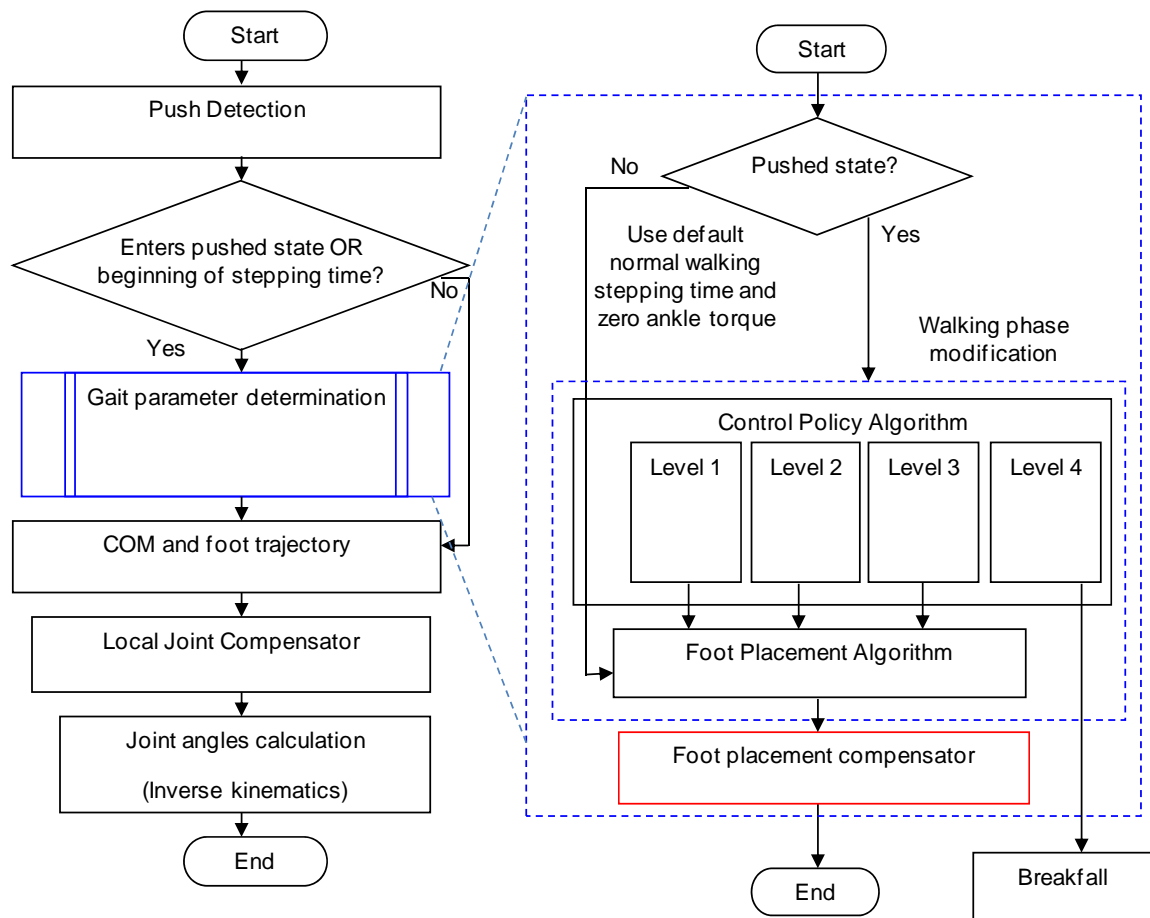 Start
Push Detection
Enters pushed state OR
beginning of stepping time?
No
Yes
Gait parameter determination
COM and foot trajectory
Local Joint Compensator
Joint angles calculation
(Inverse kinematics)
End
Start
Pushed state?
No
Yes
Use default
normal walking
stepping time and
zero ankle torque
Walking phase
modification
Control Policy Algorithm
Level 1
Level 2
Level 3
Level 4
Foot Placement Algorithm
Foot placement compensator
End
Breakfall